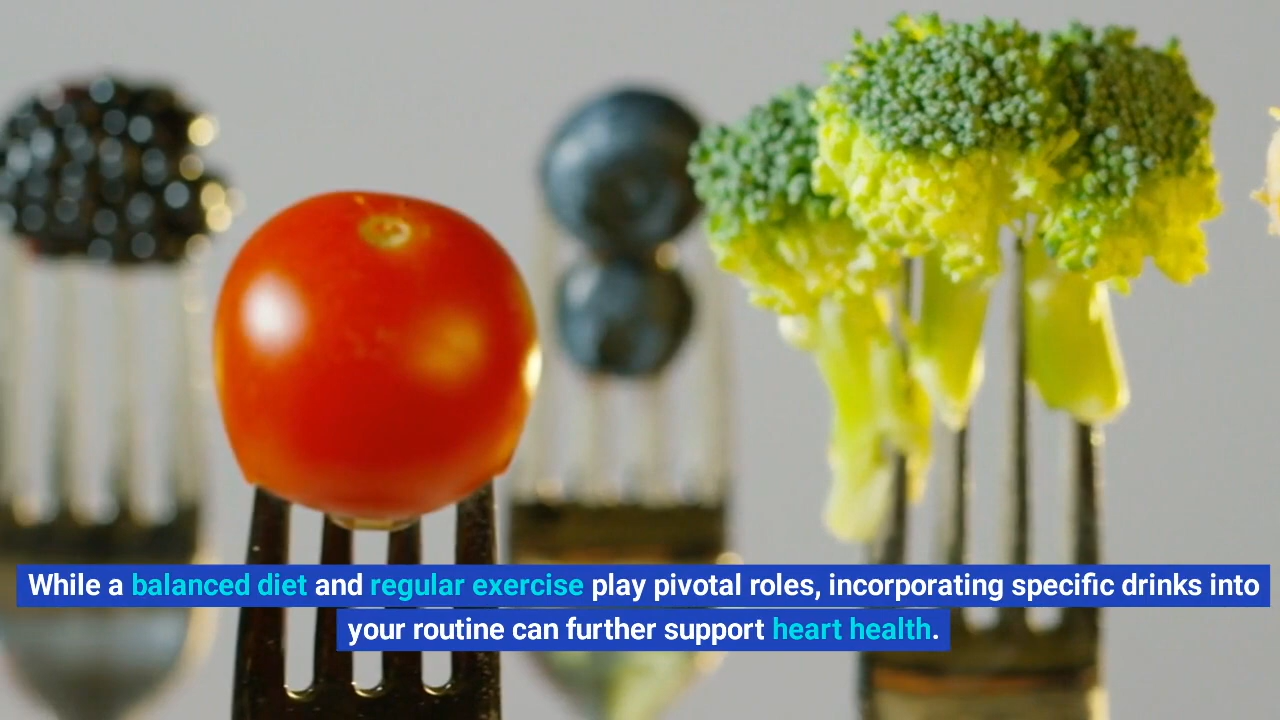 While a balanced diet and regular exercise play pivotal roles, incorporating specific drinks into
your routine can further support heart health.